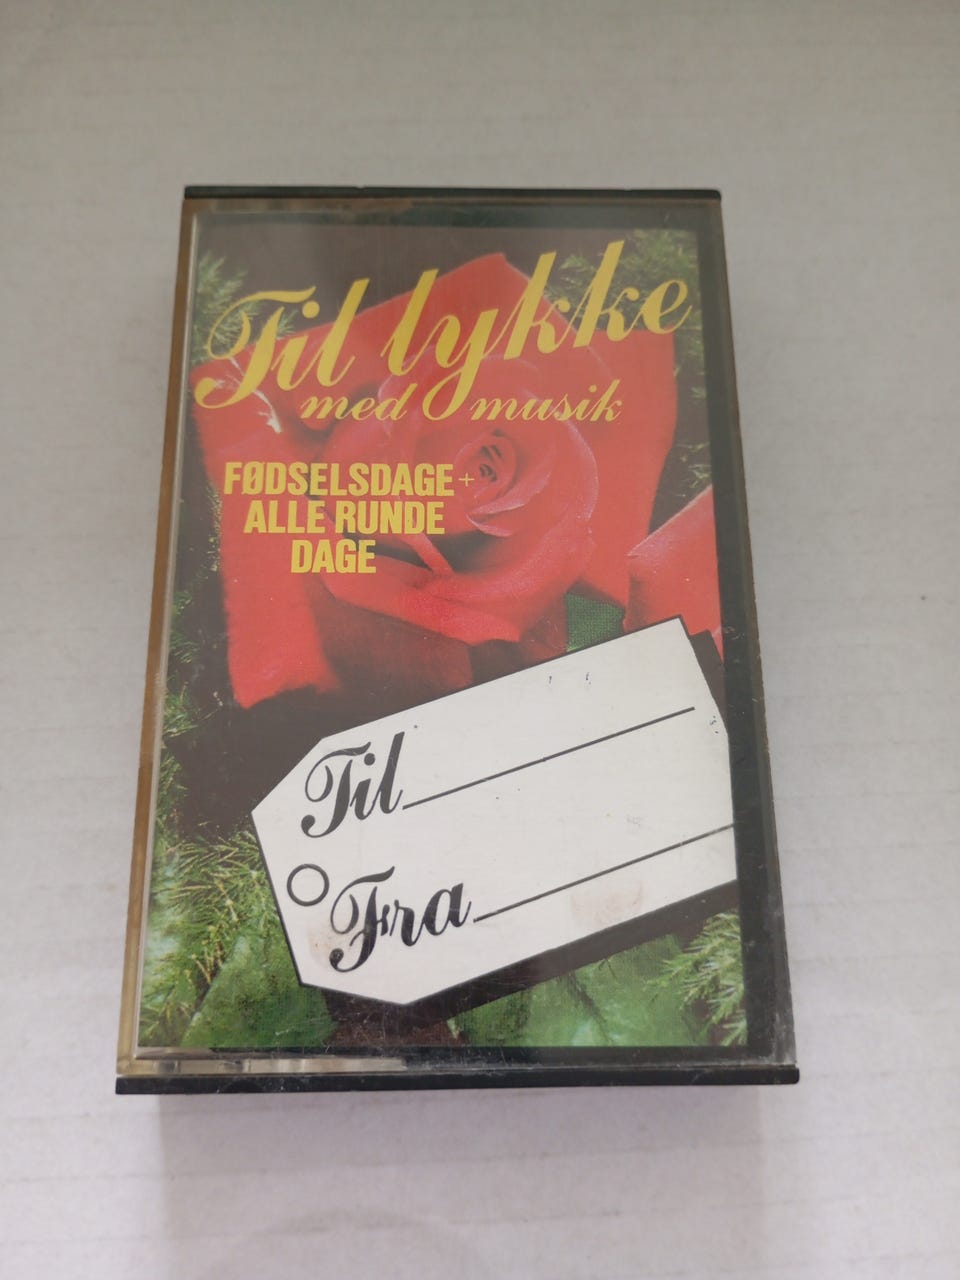 Til lykke
med musik
FØDSELSDAGE +
ALLE RUNDE
DAGE
Til
Fra